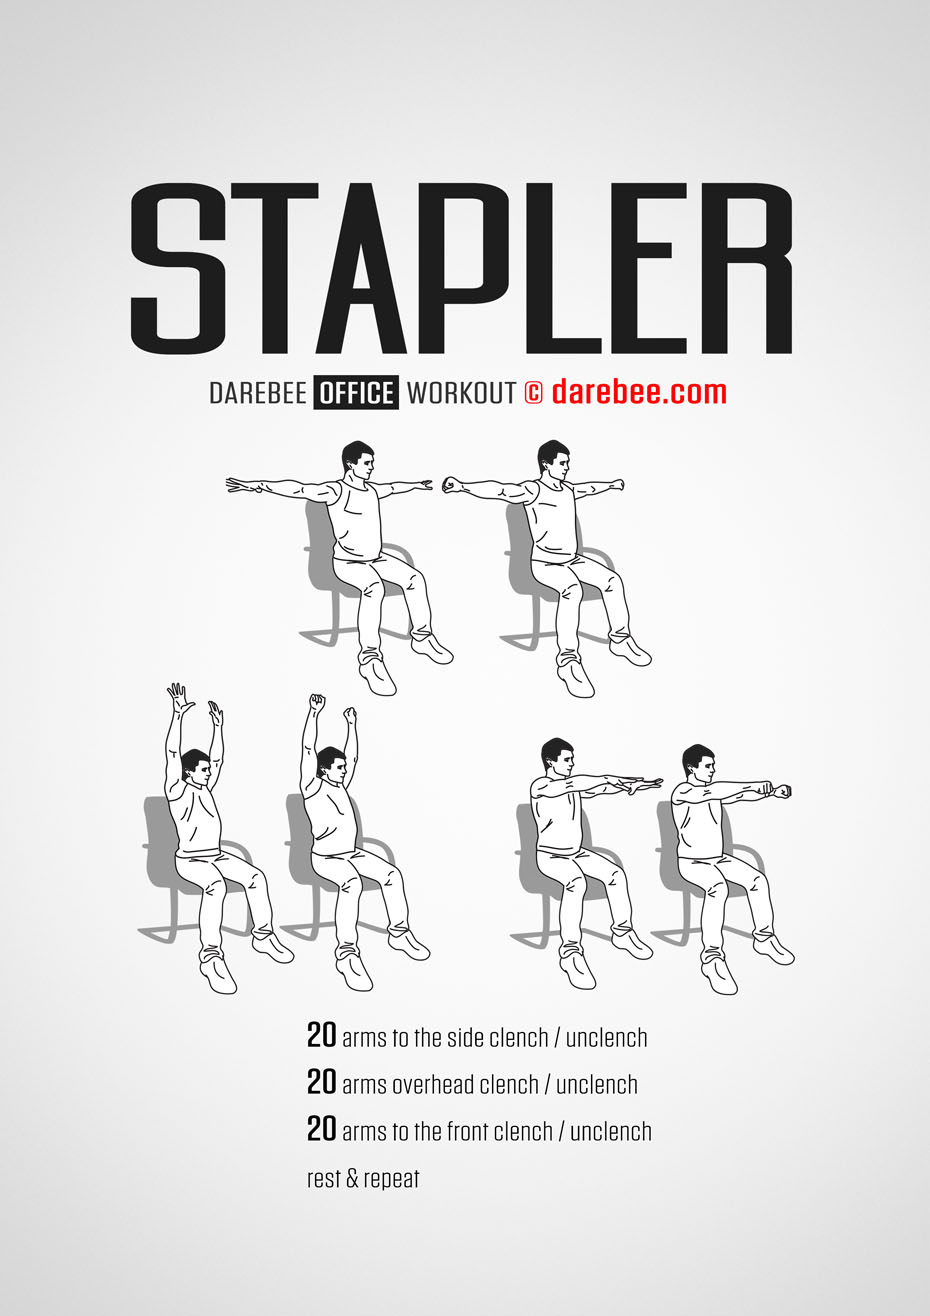 STAPLER
DAREBEE OFFICE WORKOUT © darebee.com
20 arms to the side clench / unclench
20 arms overhead clench / unclench
20 arms to the front clench / unclench
rest & repeat